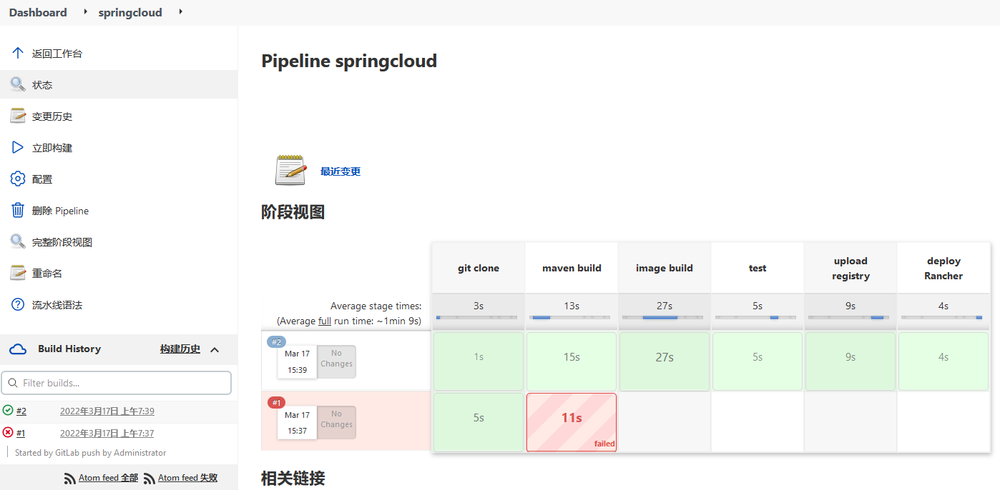 Dashboard springcloud
返回工作台
状态
变更历史
立即构建
配置
删除 Pipeline
完整阶段视图
重命名
流水线语法
Build History 构建历史
Filter builds...
#2 2022年3月17日 上午7:39
#1 2022年3月17日 上午7:37
Started by GitLab push by Administrator
Atom feed 全部 Atom feed 失败
Pipeline springcloud
最近变更
阶段视图
git clone maven build image build test upload registry deploy Rancher
Average stage times: 3s 13s 27s 5s 9s 4s
(Average full run time: ~1min 9s)
#2
Mar 17
15:39
No
Changes
1s 15s 27s 5s 9s 4s
#1
Mar 17
15:37
No
Changes
5s 11s
failed
相关链接